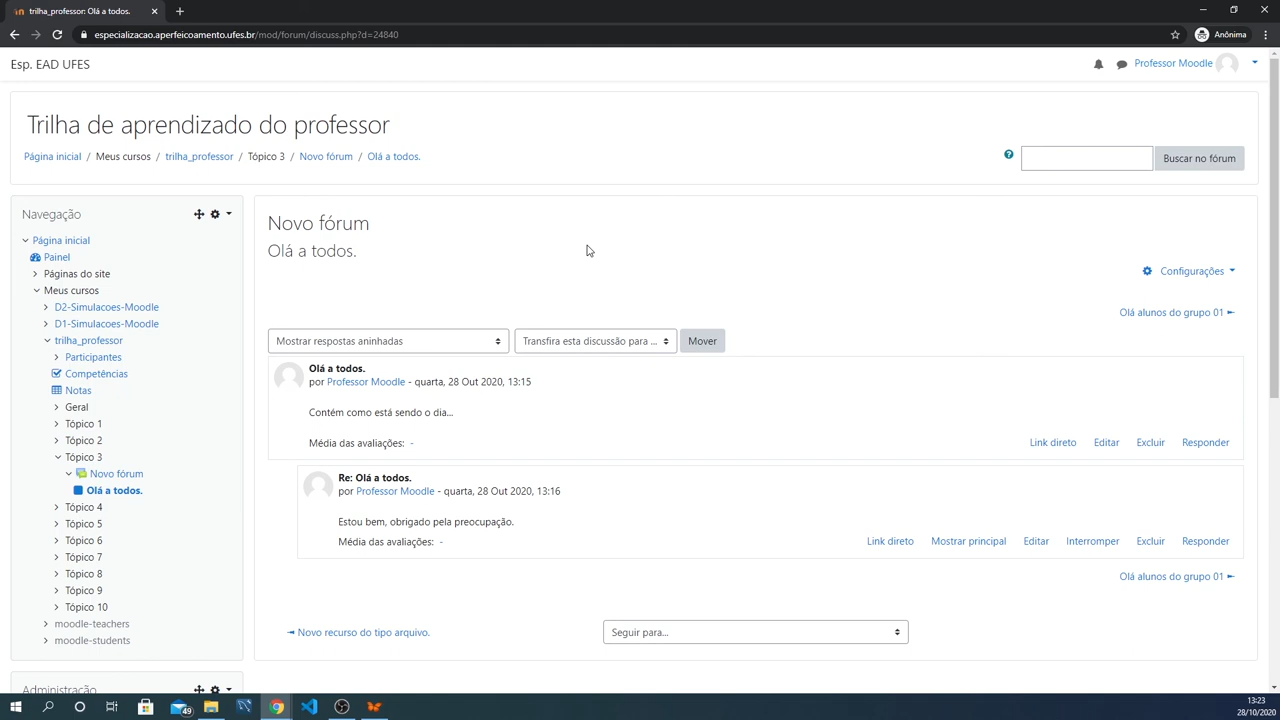 trilha_professor: Olá a todos.
especializacao.aperfeicoamento.ufes.br/mod/forum/discuss.php?d=24840
Anônima
Esp. EAD UFES
Professor Moodle
Trilha de aprendizado do professor
Página inicial / Meus cursos / trilha_professor / Tópico 3 / Novo fórum / Olá a todos.
Buscar no fórum
Navegação
Página inicial
Painel
Páginas do site
Meus cursos
D2-Simulacoes-Moodle
D1-Simulacoes-Moodle
trilha_professor
Participantes
Competências
Notas
Geral
Tópico 1
Tópico 2
Tópico 3
Novo fórum
Olá a todos.
Tópico 4
Tópico 5
Tópico 6
Tópico 7
Tópico 8
Tópico 9
Tópico 10
moodle-teachers
moodle-students
Administração
Novo fórum
Olá a todos.
Configurações
Olá alunos do grupo 01 ►
Mostrar respostas aninhadas
Transfira esta discussão para ...
Mover
Olá a todos.
por Professor Moodle - quarta, 28 Out 2020, 13:15
Contém como está sendo o dia...
Média das avaliações: -
Link direto Editar Excluir Responder
Re: Olá a todos.
por Professor Moodle - quarta, 28 Out 2020, 13:16
Estou bem, obrigado pela preocupação.
Média das avaliações: -
Link direto Mostrar principal Editar Interromper Excluir Responder
Olá alunos do grupo 01 ►
◄ Novo recurso do tipo arquivo.
Seguir para...
49
13:23
28/10/2020